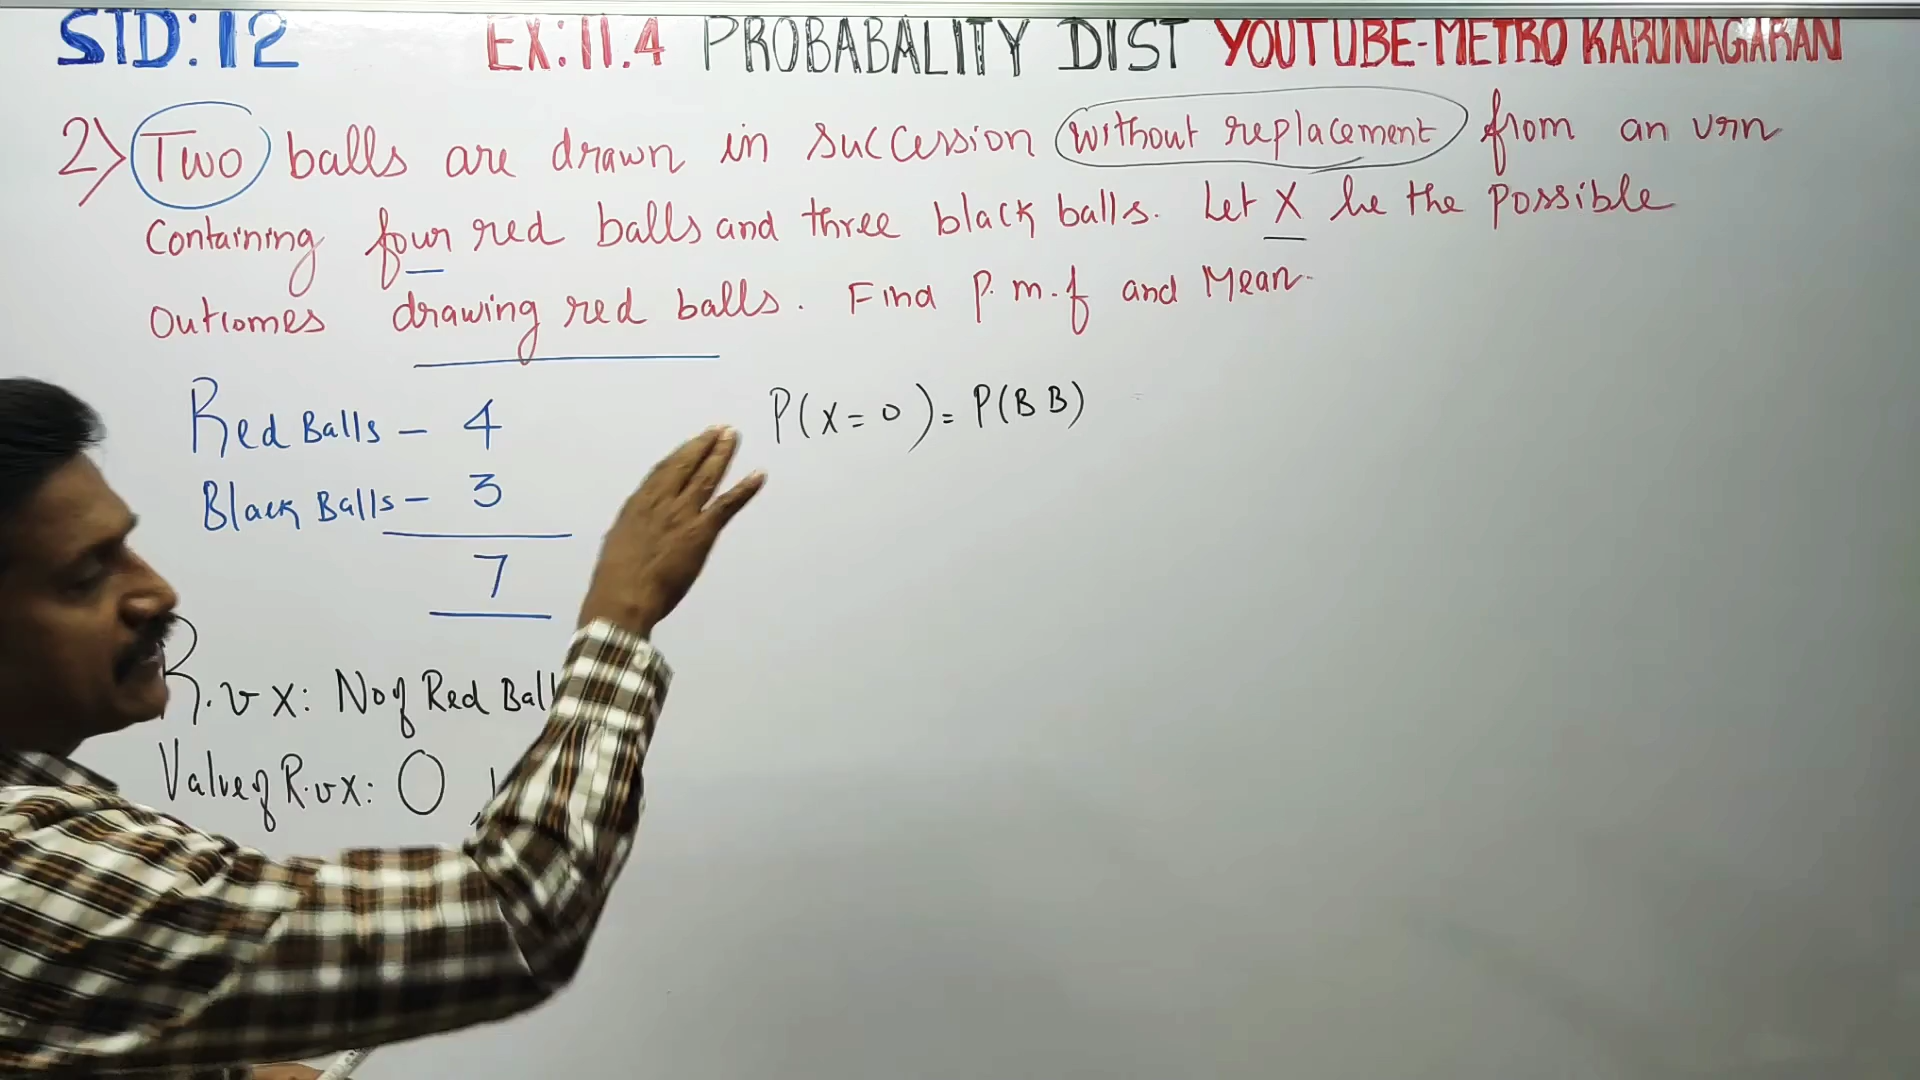 STD:12 EX:11.4 PROBABALITY DIST YOUTUBE-METRO KARUNAGARAN
2) Two balls are drawn in succession without replacement from an urn
Containing four red balls and three black balls. Let X be the possible
Outcomes drawing red balls. Find P.m.f and Mean.
Red Balls - 4
Black Balls - 3
7
R.v X: No of Red Ball
Value of R.v X: 0 , 1
P(X=0) = P(B B)